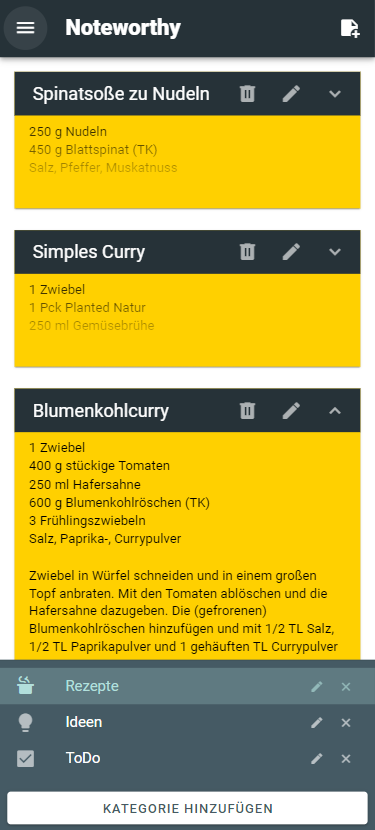 Noteworthy
Spinatsoße zu Nudeln
250 g Nudeln
450 g Blattspinat (TK)
Salz, Pfeffer, Muskatnuss
Simples Curry
1 Zwiebel
1 Pck Planted Natur
250 ml Gemüsebrühe
Blumenkohlcurry
1 Zwiebel
400 g stückige Tomaten
250 ml Hafersahne
600 g Blumenkohlröschen (TK)
3 Frühlingszwiebeln
Salz, Paprika-, Currypulver
Zwiebel in Würfel schneiden und in einem großen
Topf anbraten. Mit den Tomaten ablöschen und die
Hafersahne dazugeben. Die (gefrorenen)
Blumenkohlröschen hinzufügen und mit 1/2 TL Salz,
1/2 TL Paprikapulver und 1 gehäuften TL Currypulver
Rezepte
Ideen
ToDo
KATEGORIE HINZUFÜGEN